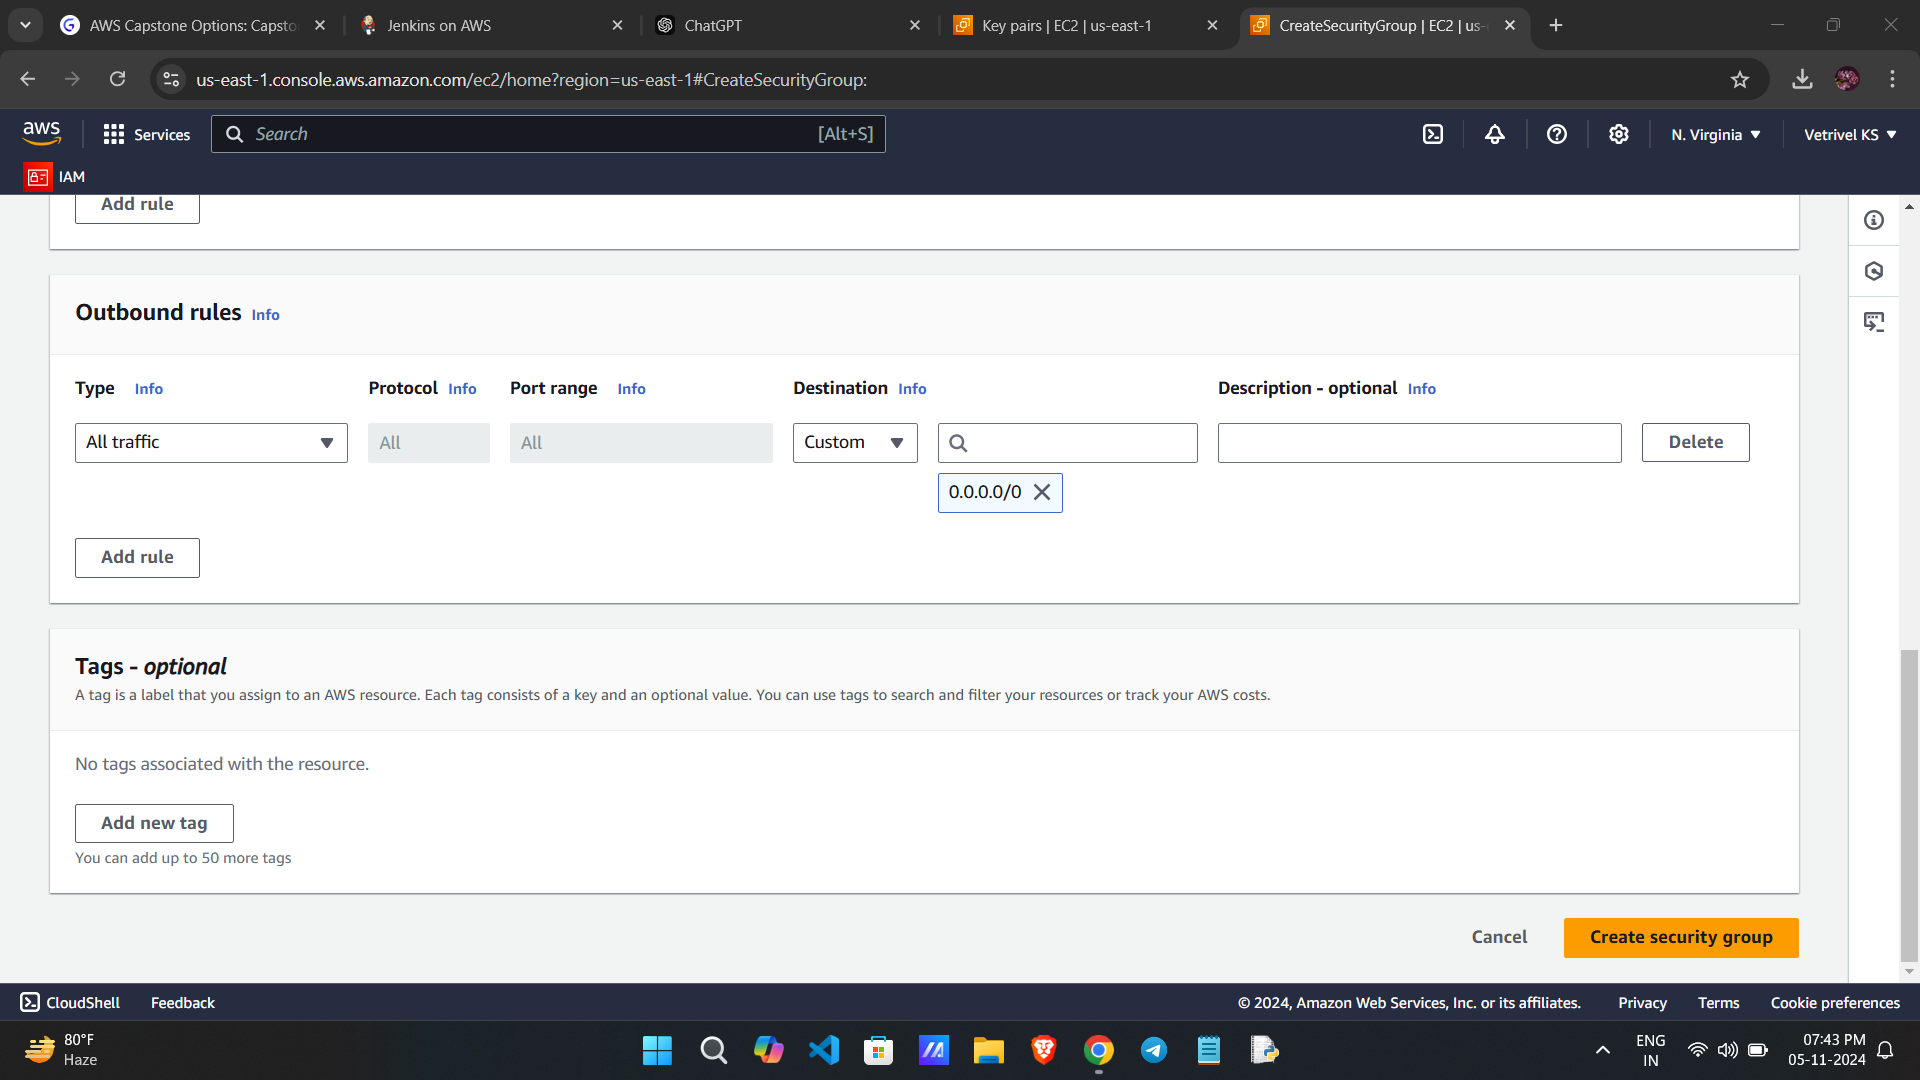 AWS Capstone Options: Capsto
Jenkins on AWS
ChatGPT
Key pairs | EC2 | us-east-1
CreateSecurityGroup | EC2 | us-
us-east-1.console.aws.amazon.com/ec2/home?region=us-east-1#CreateSecurityGroup:
aws
Services
Search
[Alt+S]
N. Virginia
Vetrivel KS
IAM
Add rule
Outbound rules Info
Type Info
Protocol Info
Port range Info
Destination Info
Description - optional Info
All traffic
All
All
Custom
Delete
0.0.0.0/0
Add rule
Tags - optional
A tag is a label that you assign to an AWS resource. Each tag consists of a key and an optional value. You can use tags to search and filter your resources or track your AWS costs.
No tags associated with the resource.
Add new tag
You can add up to 50 more tags
Cancel
Create security group
CloudShell
Feedback
© 2024, Amazon Web Services, Inc. or its affiliates.
Privacy
Terms
Cookie preferences
80°F
Haze
ENG
IN
07:43 PM
05-11-2024